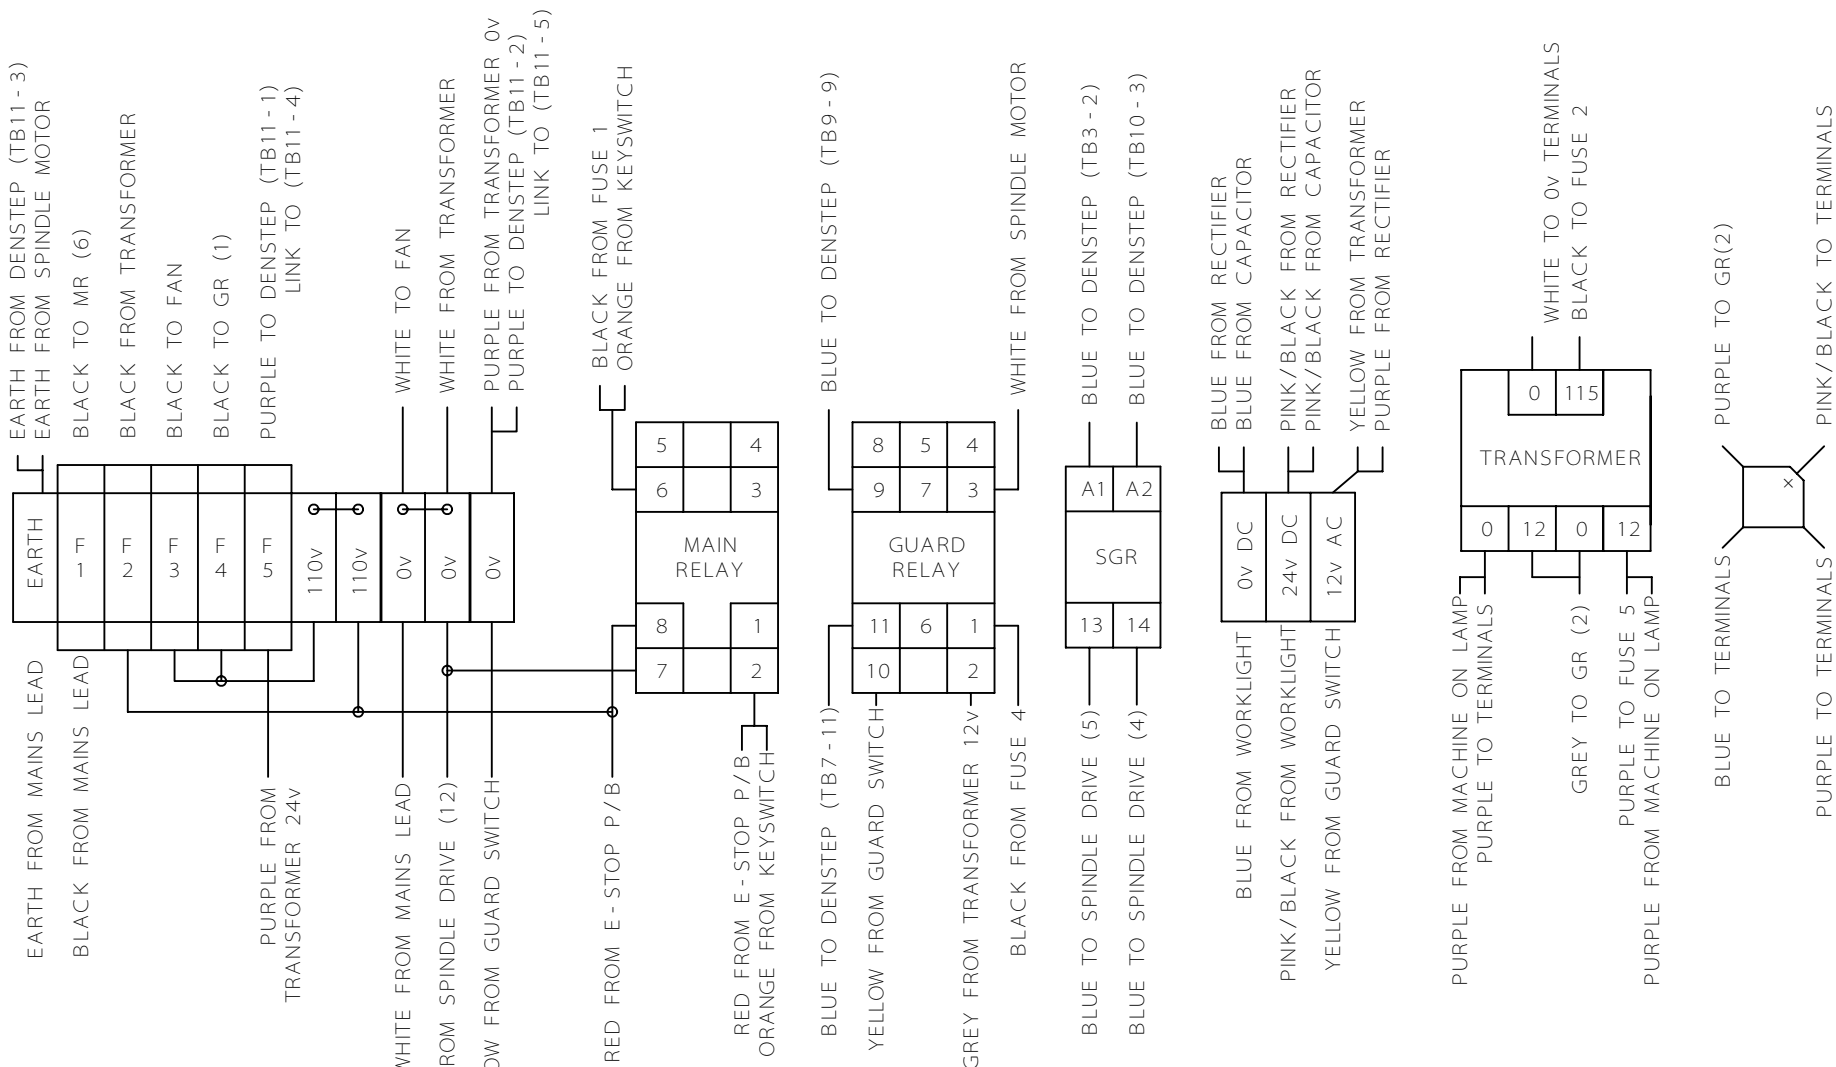 EARTH FROM DENSTEP (TB11-3)
EARTH FROM SPINDLE MOTOR
BLACK TO MR (6)
BLACK FROM TRANSFORMER
BLACK TO FAN
BLACK TO GR (1)
PURPLE TO DENSTEP (TB11-1)
LINK TO (TB11-4)
WHITE TO FAN
WHITE FROM TRANSFORMER
PURPLE FROM TRANSFORMER 0v
PURPLE TO DENSTEP (TB11-2)
LINK TO (TB11-5)
BLACK FROM FUSE 1
ORANGE FROM KEYSWITCH
BLUE TO DENSTEP (TB9-9)
WHITE FROM SPINDLE MOTOR
BLUE TO DENSTEP (TB3-2)
BLUE TO DENSTEP (TB10-3)
BLUE FROM RECTIFIER
BLUE FROM CAPACITOR
PINK/BLACK FROM RECTIFIER
PINK/BLACK FROM CAPACITOR
YELLOW FROM TRANSFORMER
PURPLE FROM RECTIFIER
WHITE TO 0v TERMINALS
BLACK TO FUSE 2
PURPLE TO GR(2)
PINK/BLACK TO TERMINALS
EARTH
F 1
F 2
F 3
F 4
F 5
110v
110v
0v
0v
0v
5 4
6 3
MAIN
RELAY
8 1
7 2
8 5 4
9 7 3
GUARD
RELAY
11 6 1
10 2
A1 A2
SGR
13 14
0v DC
24v DC
12v AC
0 115
TRANSFORMER
0 12 0 12
x
EARTH FROM MAINS LEAD
BLACK FROM MAINS LEAD
PURPLE FROM
TRANSFORMER 24v
WHITE FROM MAINS LEAD
ROM SPINDLE DRIVE (12)
OW FROM GUARD SWITCH
RED FROM E-STOP P/B
RED FROM E-STOP P/B
ORANGE FROM KEYSWITCH
BLUE TO DENSTEP (TB7-11)
YELLOW FROM GUARD SWITCH
GREY FROM TRANSFORMER 12v
BLACK FROM FUSE 4
BLUE TO SPINDLE DRIVE (5)
BLUE TO SPINDLE DRIVE (4)
BLUE FROM WORKLIGHT
PINK/BLACK FROM WORKLIGHT
YELLOW FROM GUARD SWITCH
PURPLE FROM MACHINE ON LAMP
PURPLE TO TERMINALS
GREY TO GR (2)
PURPLE TO FUSE 5
PURPLE FROM MACHINE ON LAMP
BLUE TO TERMINALS
PURPLE TO TERMINALS